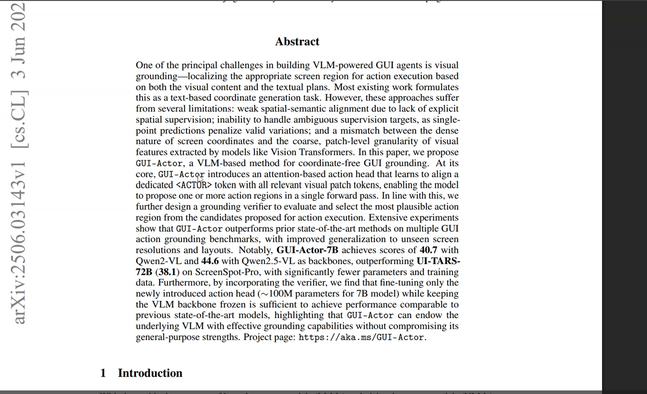 arXiv:2506.03143v1 [cs.CL] 3 Jun 202
Abstract
One of the principal challenges in building VLM-powered GUI agents is visual
grounding—localizing the appropriate screen region for action execution based
on both the visual content and the textual plans. Most existing work formulates
this as a text-based coordinate generation task. However, these approaches suffer
from several limitations: weak spatial-semantic alignment due to lack of explicit
spatial supervision; inability to handle ambiguous supervision targets, as single-
point predictions penalize valid variations; and a mismatch between the dense
nature of screen coordinates and the coarse, patch-level granularity of visual
features extracted by models like Vision Transformers. In this paper, we propose
GUI-Actor, a VLM-based method for coordinate-free GUI grounding. At its
core, GUI-Actor introduces an attention-based action head that learns to align a
dedicated <ACTOR> token with all relevant visual patch tokens, enabling the model
to propose one or more action regions in a single forward pass. In line with this, we
further design a grounding verifier to evaluate and select the most plausible action
region from the candidates proposed for action execution. Extensive experiments
show that GUI-Actor outperforms prior state-of-the-art methods on multiple GUI
action grounding benchmarks, with improved generalization to unseen screen
resolutions and layouts. Notably, GUI-Actor-7B achieves scores of 40.7 with
Qwen2-VL and 44.6 with Qwen2.5-VL as backbones, outperforming UI-TARS-
72B (38.1) on ScreenSpot-Pro, with significantly fewer parameters and training
data. Furthermore, by incorporating the verifier, we find that fine-tuning only the
newly introduced action head (~100M parameters for 7B model) while keeping
the VLM backbone frozen is sufficient to achieve performance comparable to
previous state-of-the-art models, highlighting that GUI-Actor can endow the
underlying VLM with effective grounding capabilities without compromising its
general-purpose strengths. Project page: https://aka.ms/GUI-Actor.
1 Introduction